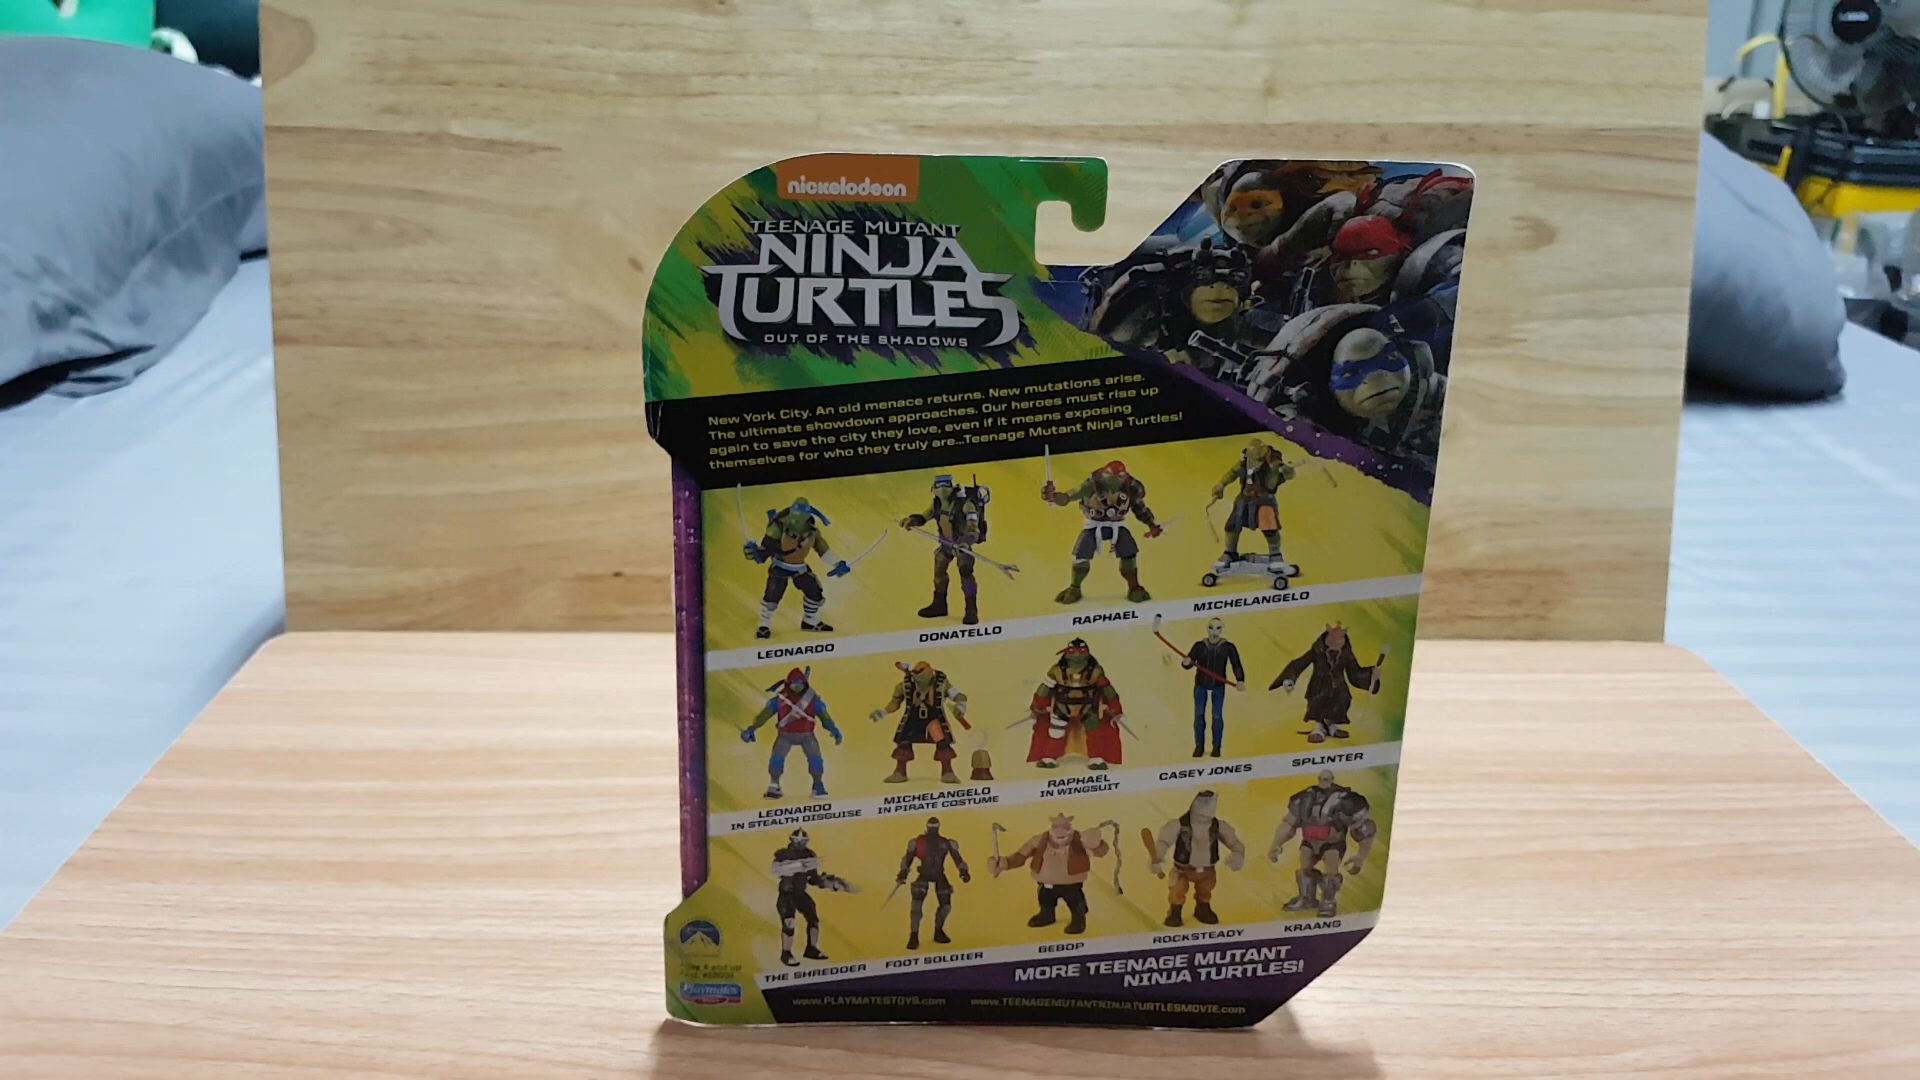 nickelodeon
TEENAGE MUTANT
NINJA
TURTLES
OUT OF THE SHADOWS
New York City. An old menace returns. New mutations arise.
The ultimate showdown approaches. Our heroes must rise up
again to save the city they love, even if it means exposing
themselves for who they truly are...Teenage Mutant Ninja Turtles!
LEONARDO
DONATELLO
RAPHAEL
MICHELANGELO
LEONARDO
IN STEALTH DISGUISE
MICHELANGELO
IN PIRATE COSTUME
RAPHAEL
IN WINGSUIT
CASEY JONES
SPLINTER
THE SHREDDER
FOOT SOLDIER
BEBOP
ROCKSTEADY
KRAANG
MORE TEENAGE MUTANT
NINJA TURTLES!
Ages 4 and up
Playmates
www.PLAYMATESTOYS.com
www.TEENAGEMUTANTNINJATURTLESMOVIE.com